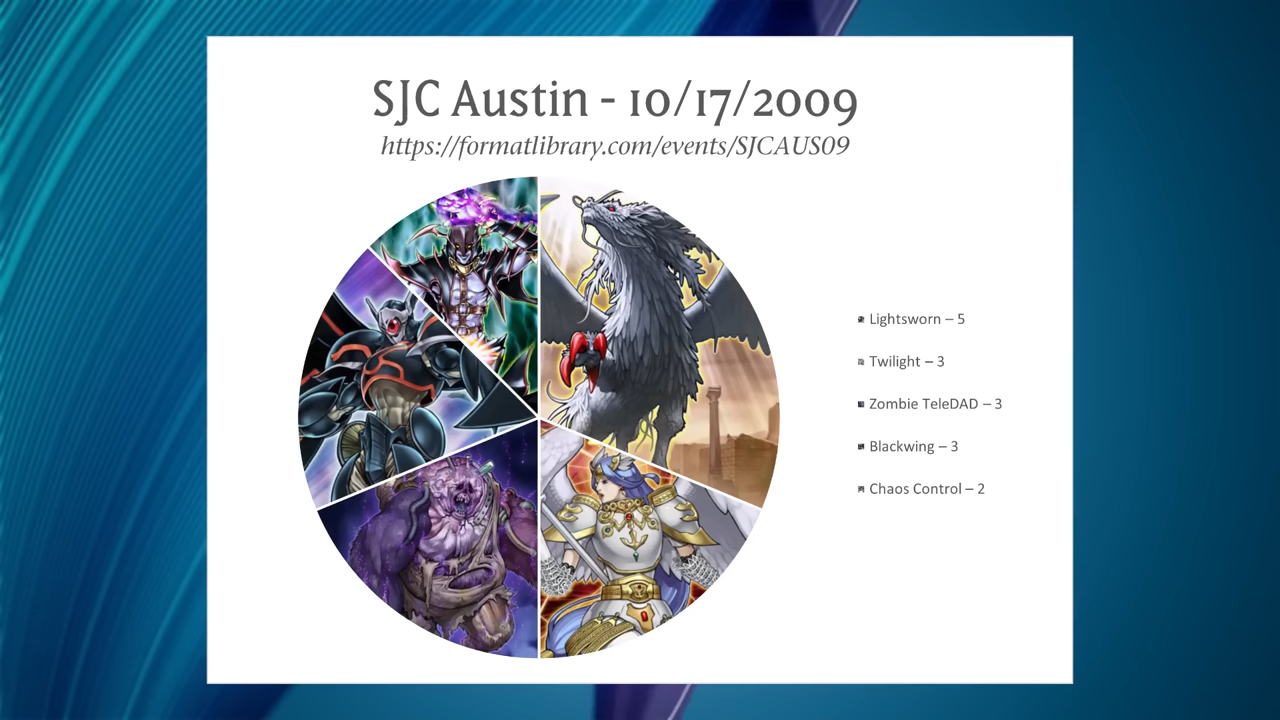 SJC Austin - 10/17/2009
https://formatlibrary.com/events/SJCAUS09
Lightsworn – 5
Twilight – 3
Zombie TeleDAD – 3
Blackwing – 3
Chaos Control – 2